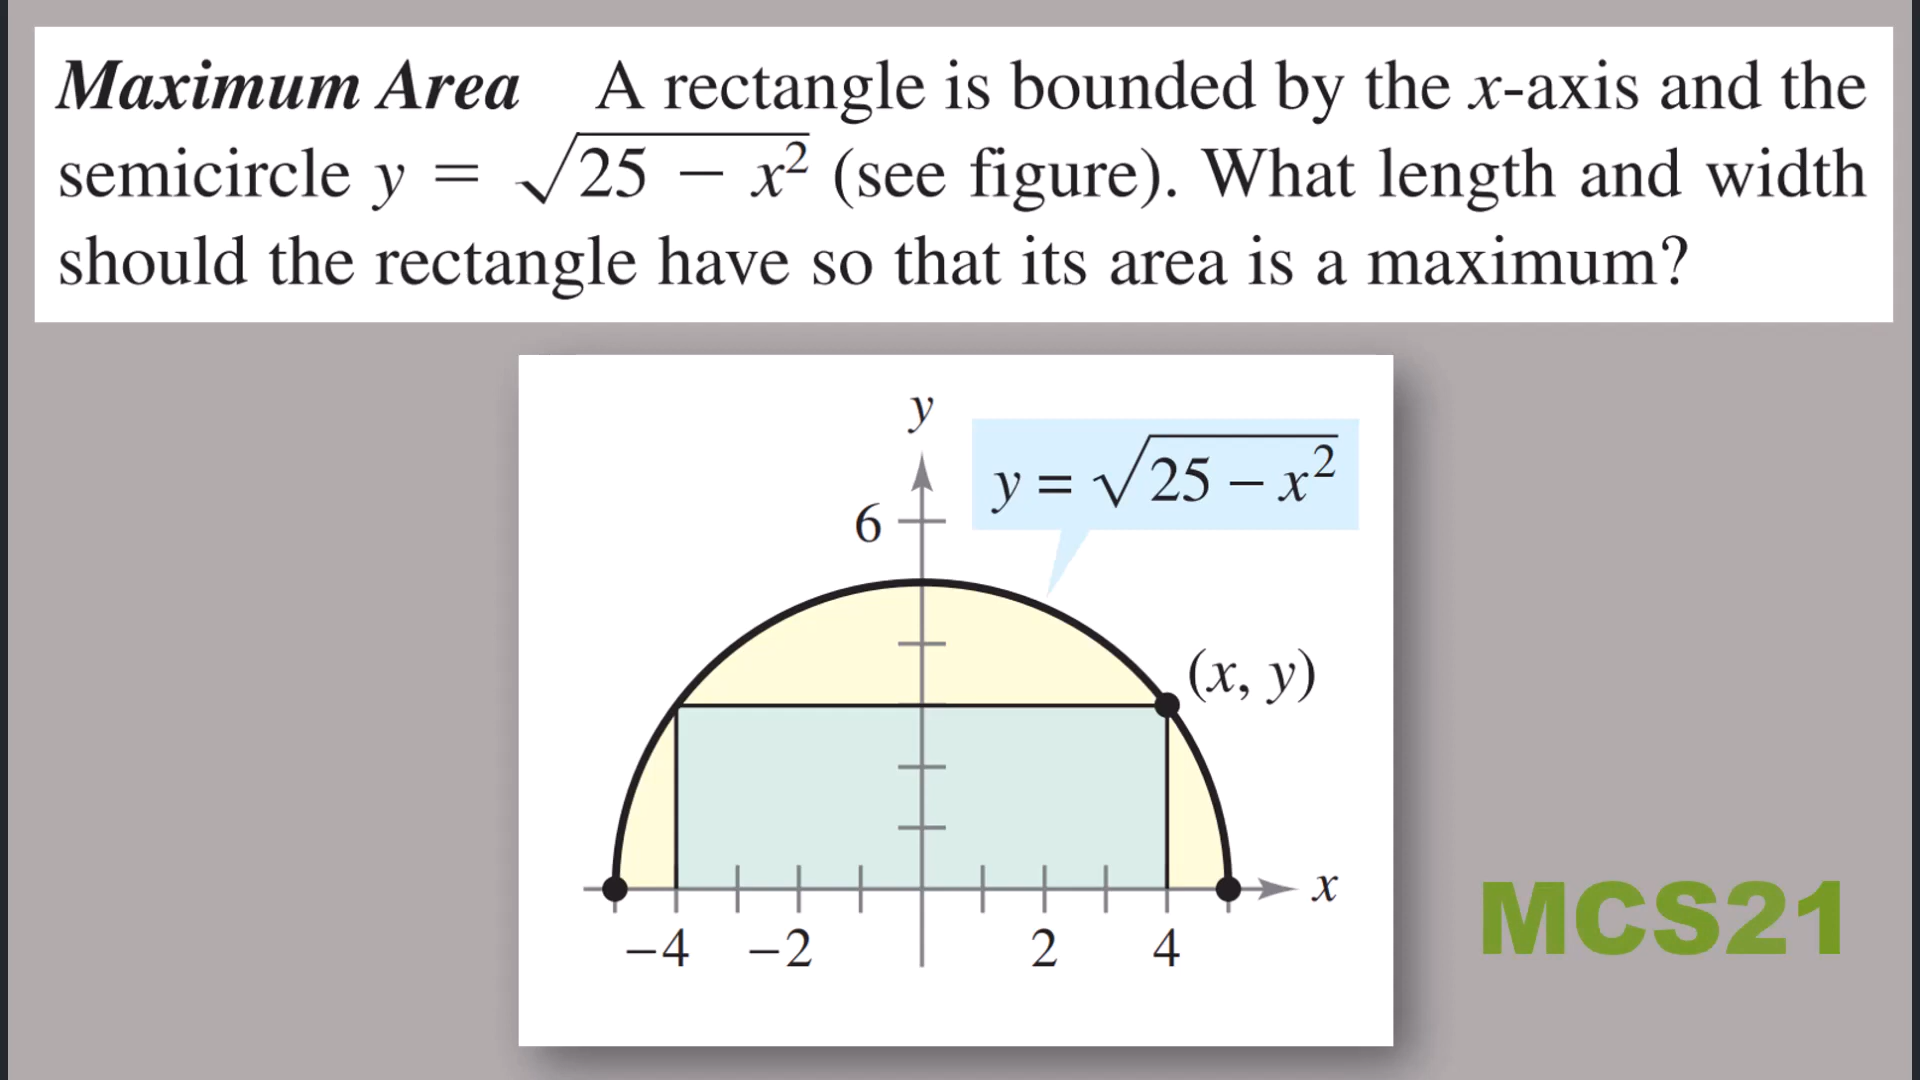 Maximum Area A rectangle is bounded by the x-axis and the
semicircle y = √25 − x² (see figure). What length and width
should the rectangle have so that its area is a maximum?
y
y = √25 − x²
6
(x, y)
x
−4 −2 2 4
MCS21